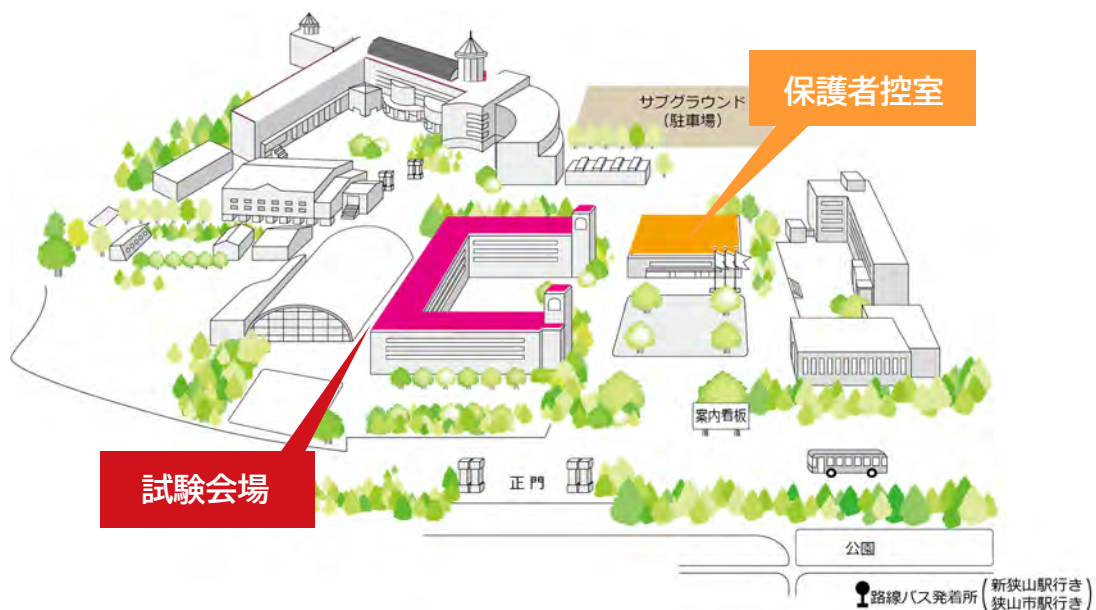 サブグラウンド
（駐車場）
保護者控室
案内看板
試験会場
正門
公園
路線バス発着所（新狭山駅行き
狭山市駅行き）